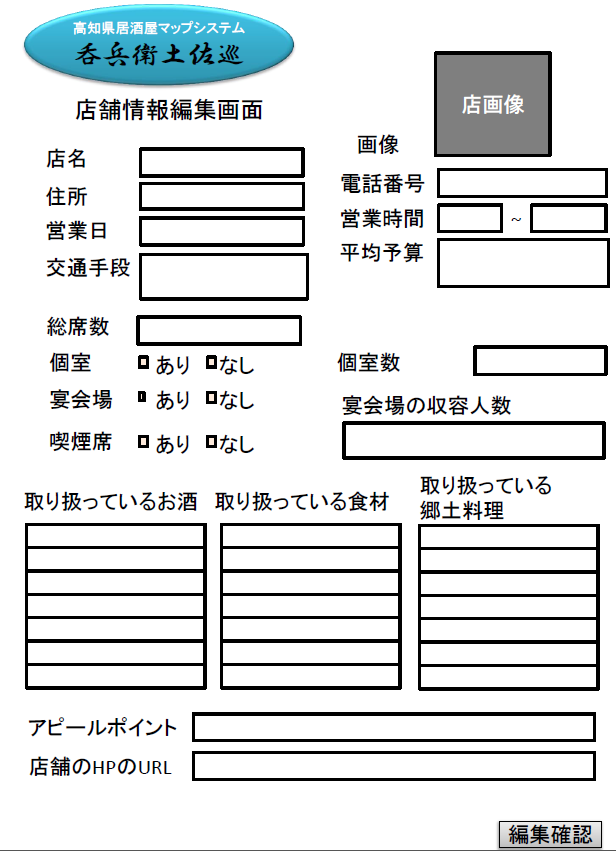 高知県居酒屋マップシステム
呑兵衛土佐巡
店舗情報編集画面
店画像
画像
店名
住所
営業日
交通手段
電話番号
営業時間 ~
平均予算
総席数
個室 あり なし
個室数
宴会場 あり なし
宴会場の収容人数
喫煙席 あり なし
取り扱っているお酒
取り扱っている食材
取り扱っている
郷土料理
アピールポイント
店舗のHPのURL
編集確認